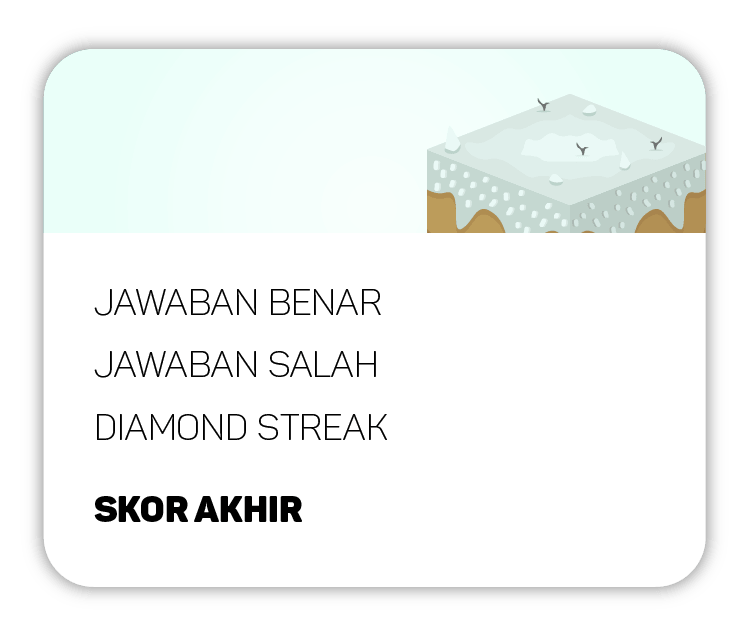 JAWABAN BENAR
JAWABAN SALAH
DIAMOND STREAK
SKOR AKHIR